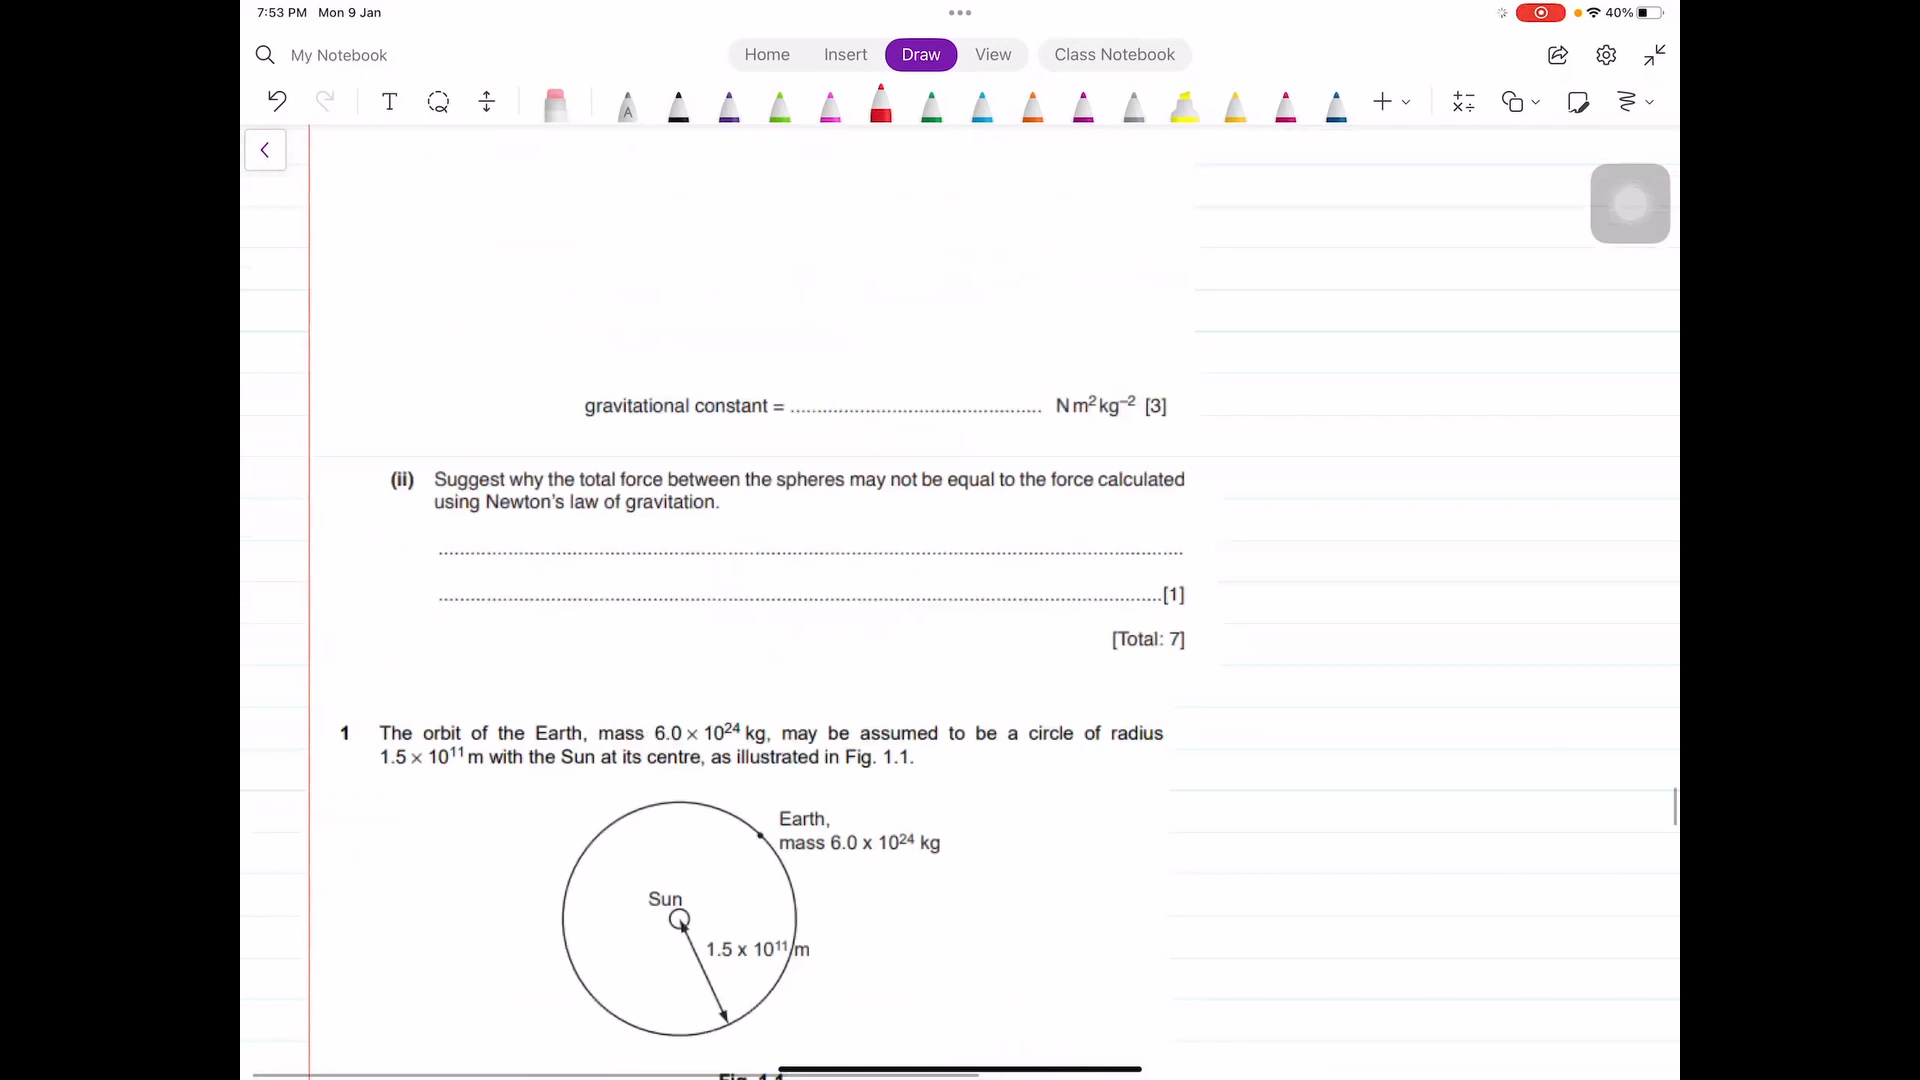 7:53 PM Mon 9 Jan
40%
My Notebook
Home Insert Draw View Class Notebook
T
A
gravitational constant = .............................................. N m² kg⁻² [3]
(ii) Suggest why the total force between the spheres may not be equal to the force calculated
using Newton's law of gravitation.
..........................................................................................................................................
.....................................................................................................................................[1]
[Total: 7]
1 The orbit of the Earth, mass 6.0 × 10²⁴ kg, may be assumed to be a circle of radius
1.5 × 10¹¹ m with the Sun at its centre, as illustrated in Fig. 1.1.
Earth,
mass 6.0 x 10²⁴ kg
Sun
1.5 x 10¹¹ m
Fig. 1.1